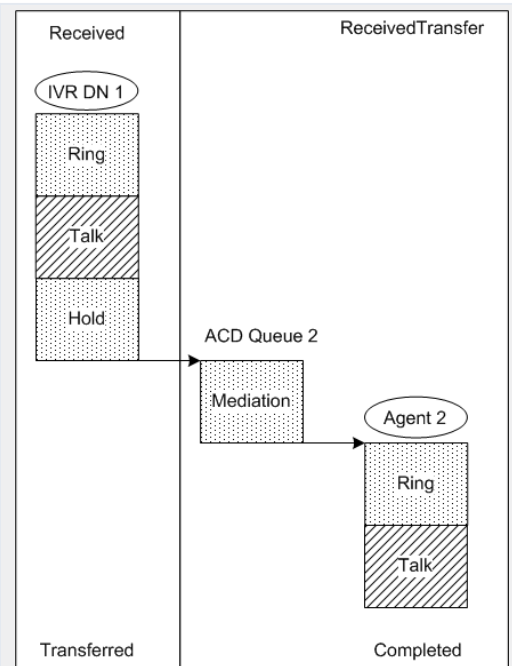 Received
ReceivedTransfer
IVR DN 1
Ring
Talk
Hold
ACD Queue 2
Mediation
Agent 2
Ring
Talk
Transferred
Completed